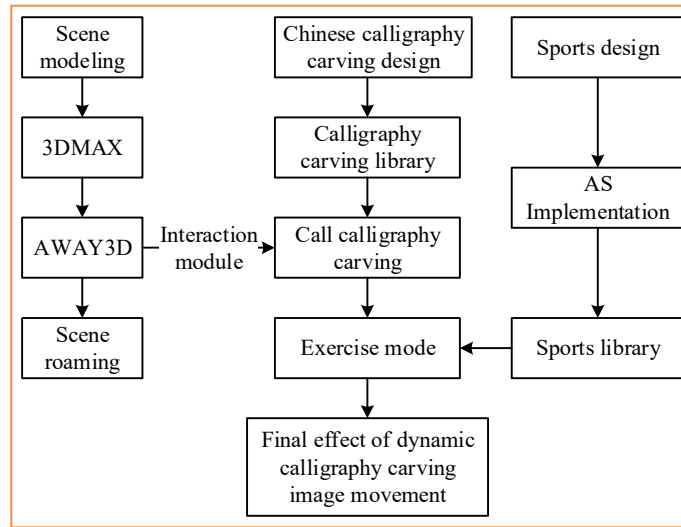 Scene
modeling
Chinese calligraphy
carving design
Sports design
3DMAX
Calligraphy
carving library
AS
Implementation
AWAY3D
Interaction
module
Call calligraphy
carving
Scene
roaming
Exercise mode
Sports library
Final effect of dynamic
calligraphy carving
image movement